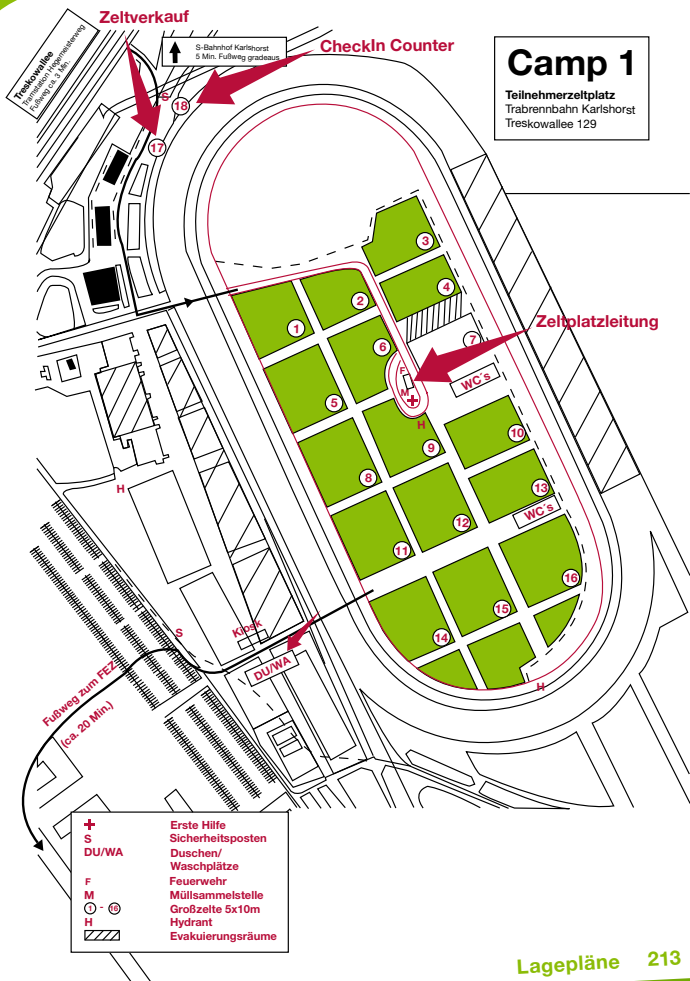 Zeltverkauf
Treskowallee
Tramstation Hegemeisterweg
Fußweg ca. 3 Min.
S-Bahnhof Karlshorst
5 Min. Fußweg gradeaus
CheckIn Counter
Camp 1
Teilnehmerzeltplatz
Trabrennbahn Karlshorst
Treskowallee 129
S
18
17
3
4
2
1
Zeltplatzleitung
7
6
F
WC´s
M
5
H
10
9
8
13
H
WC´s
12
11
16
15
14
S
Kiosk
DU/WA
H
Fußweg zum FEZ
(ca. 20 Min.)
Erste Hilfe
S Sicherheitsposten
DU/WA Duschen/
Waschplätze
F Feuerwehr
M Müllsammelstelle
1 - 16 Großzelte 5x10m
H Hydrant
Evakuierungsräume
Lagepläne 213